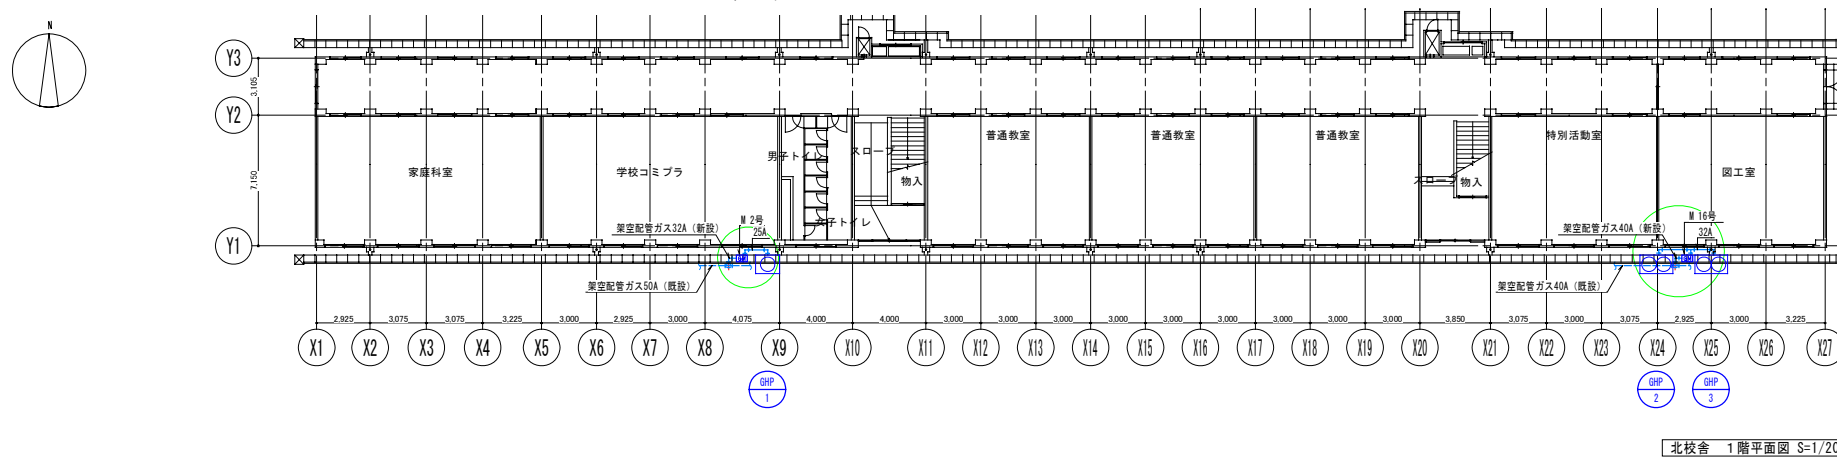 N
Y3
3,105
Y2
7,150
Y1
家庭科室
学校コミプラ
男子トイレ
女子トイレ
スロープ
物入
普通教室
普通教室
普通教室
スロープ
物入
特別活動室
図工室
架空配管ガス32A（新設）
M 2号
25A
架空配管ガス50A（既設）
架空配管ガス40A（新設）
M 16号
32A
架空配管ガス40A（既設）
2,925 3,075 3,075 3,225 3,000 2,925 3,000 4,075 4,000 4,000 3,000 3,000 3,000 3,000 3,000 3,000 3,000 3,000 3,000 3,850 3,075 3,000 3,075 2,925 3,000 3,225
X1 X2 X3 X4 X5 X6 X7 X8 X9 X10 X11 X12 X13 X14 X15 X16 X17 X18 X19 X20 X21 X22 X23 X24 X25 X26 X27
GHP
1
GHP
2
GHP
3
北校舎 1階平面図 S=1/20